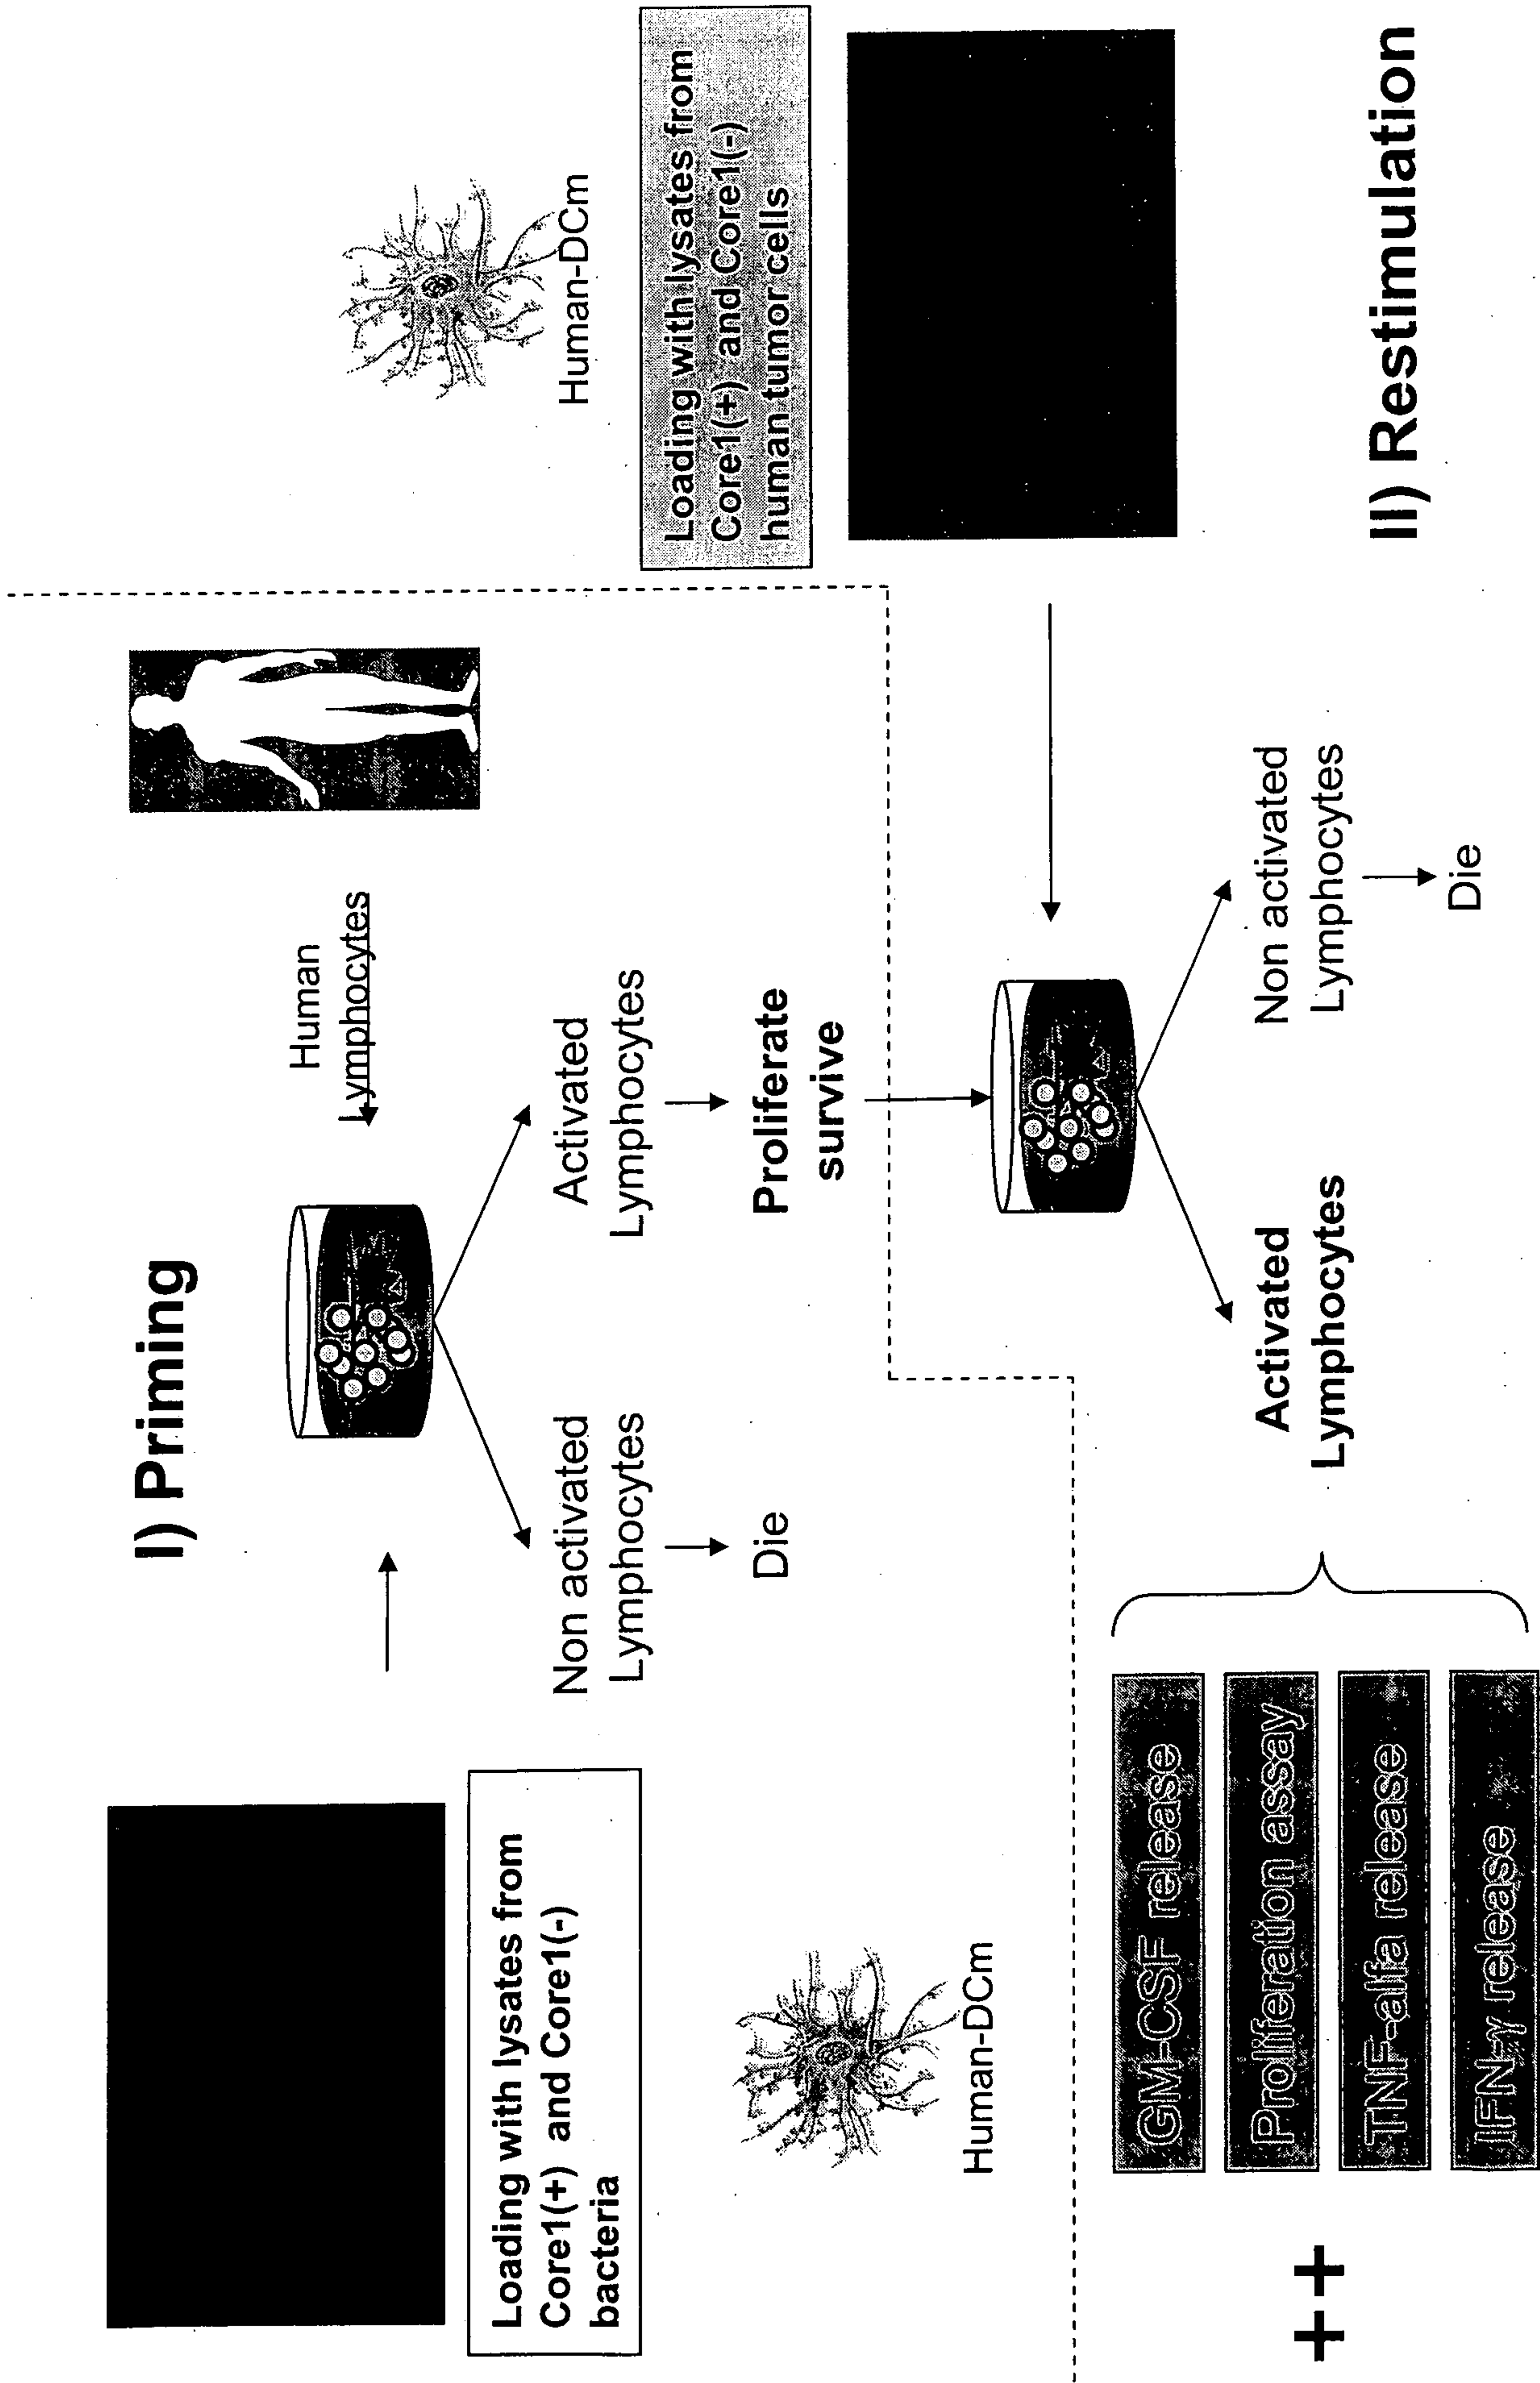 I) Priming
Loading with lysates from
Core1(+) and Core1(-)
bacteria
Human-DCm
Human
Lymphocytes
Non activated
Lymphocytes
Die
Activated
Lymphocytes
Proliferate
survive
Human-DCm
Loading with lysates from
Core1(+) and Core1(-)
human tumor cells
II) Restimulation
Activated
Lymphocytes
Non activated
Lymphocytes
Die
GM-CSF release
Proliferation assay
TNF-alfa release
IFN-γ release
++